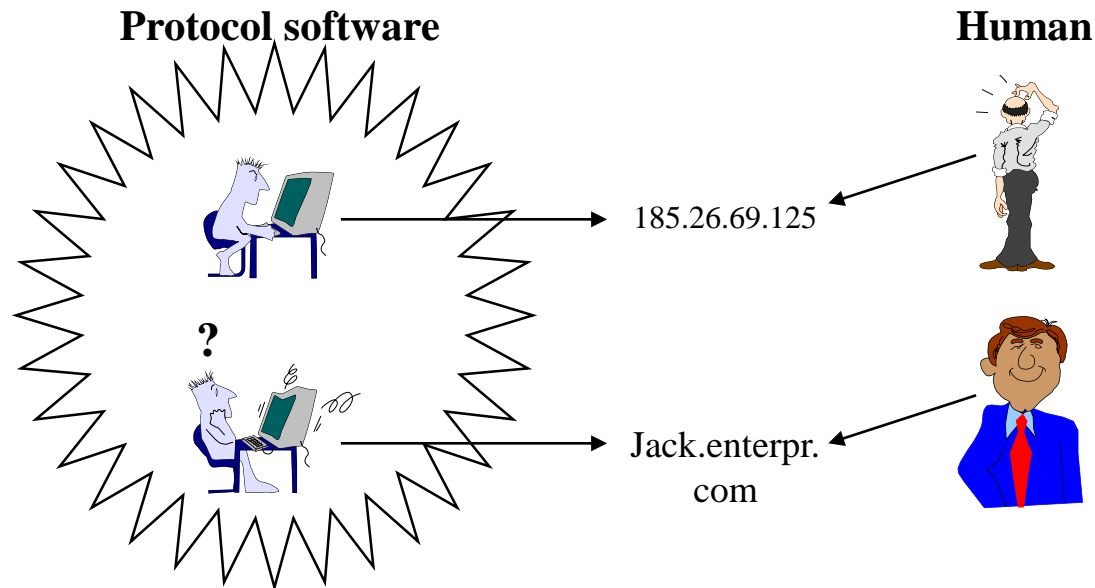 Protocol software
Human
185.26.69.125
?
Jack.enterpr.
com